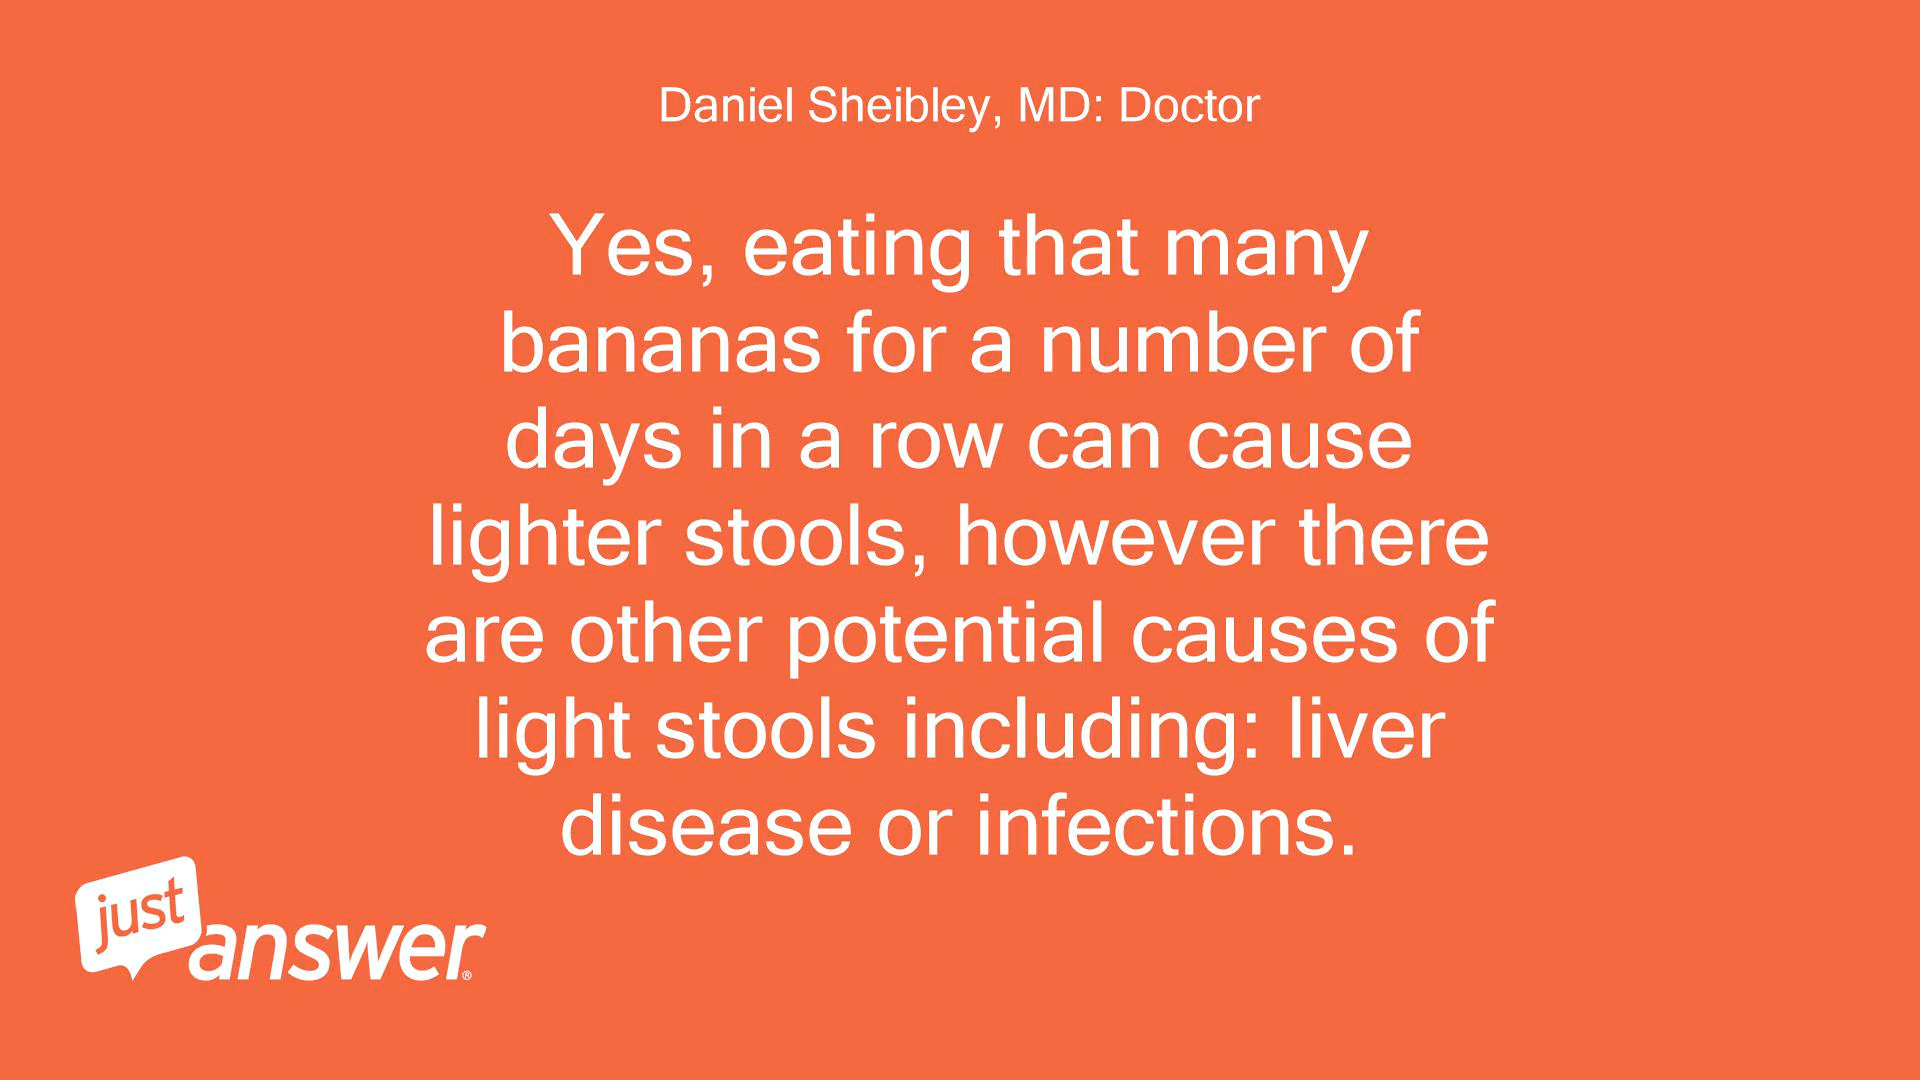 Daniel Sheibley, MD: Doctor
Yes, eating that many
bananas for a number of
days in a row can cause
lighter stools, however there
are other potential causes of
light stools including: liver
disease or infections.
just
answer®